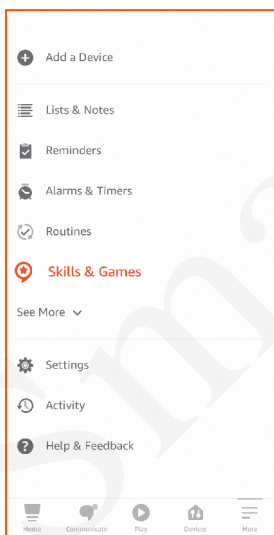 Add a Device
Lists & Notes
Reminders
Alarms & Timers
Routines
Skills & Games
See More
Settings
Activity
Help & Feedback
Home Communicate Play Devices More